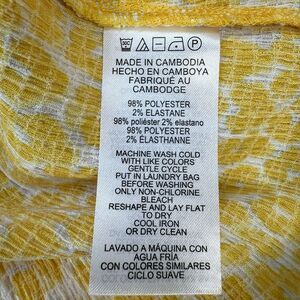 MADE IN CAMBODIA
HECHO EN CAMBOYA
FABRIQUÉ AU
CAMBODGE
98% POLYESTER
2% ELASTANE
98% poliéster 2% elastano
98% POLYESTER
2% ÉLASTHANNE
MACHINE WASH COLD
WITH LIKE COLORS
GENTLE CYCLE
PUT IN LAUNDRY BAG
BEFORE WASHING
ONLY NON-CHLORINE
BLEACH
RESHAPE AND LAY FLAT
TO DRY
COOL IRON
OR DRY CLEAN
LAVADO A MÁQUINA CON
AGUA FRÍA
CON COLORES SIMILARES
CICLO SUAVE